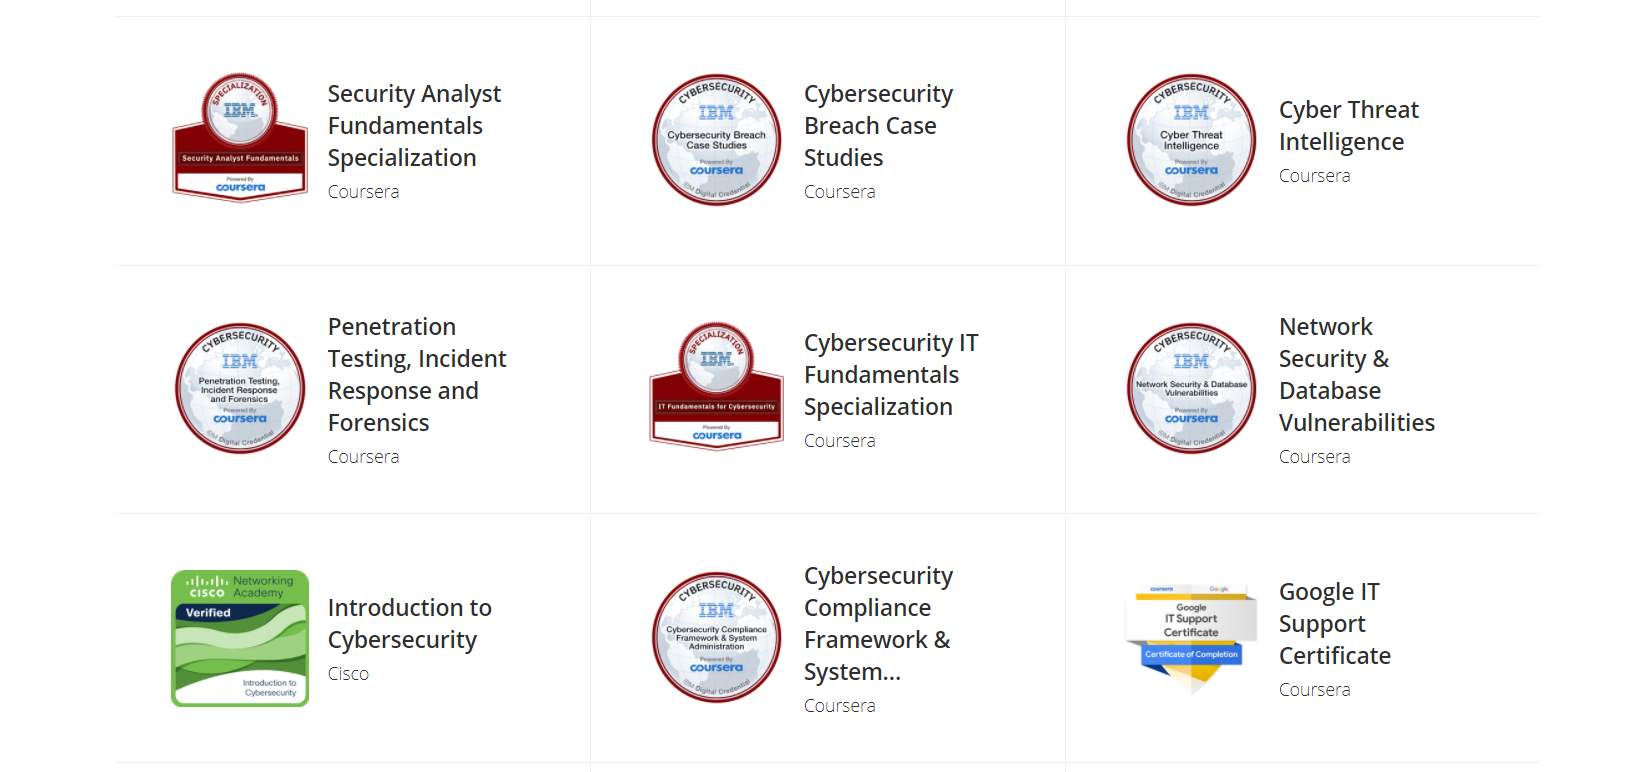 SPECIALIZATION
IBM
Security Analyst Fundamentals
Powered By
coursera
Security Analyst
Fundamentals
Specialization
Coursera
CYBERSECURITY
IBM
Cybersecurity Breach
Case Studies
Powered By
coursera
IBM Digital Credential
Cybersecurity
Breach Case
Studies
Coursera
CYBERSECURITY
IBM
Cyber Threat
Intelligence
Powered By
coursera
IBM Digital Credential
Cyber Threat
Intelligence
Coursera
CYBERSECURITY
IBM
Penetration Testing,
Incident Response
and Forensics
Powered By
coursera
IBM Digital Credential
Penetration
Testing, Incident
Response and
Forensics
Coursera
SPECIALIZATION
IBM
IT Fundamentals for Cybersecurity
Powered By
coursera
Cybersecurity IT
Fundamentals
Specialization
Coursera
CYBERSECURITY
IBM
Network Security & Database
Vulnerabilities
Powered By
coursera
IBM Digital Credential
Network
Security &
Database
Vulnerabilities
Coursera
CISCO
Networking
Academy
Verified
Introduction to
Cybersecurity
Introduction to
Cybersecurity
Cisco
CYBERSECURITY
IBM
Cybersecurity Compliance
Framework & System
Administration
Powered By
coursera
IBM Digital Credential
Cybersecurity
Compliance
Framework &
System...
Coursera
coursera
Google
Google
IT Support
Certificate
Certificate of Completion
Google IT
Support
Certificate
Coursera